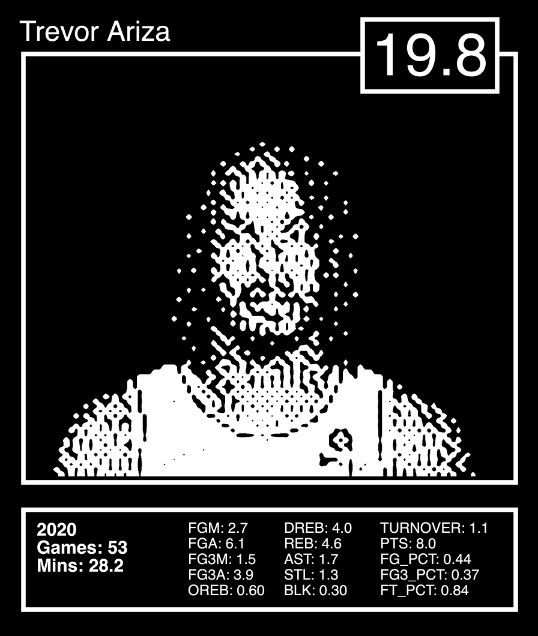 Trevor Ariza
19.8
2020
Games: 53
Mins: 28.2
FGM: 2.7
FGA: 6.1
FG3M: 1.5
FG3A: 3.9
OREB: 0.60
DREB: 4.0
REB: 4.6
AST: 1.7
STL: 1.3
BLK: 0.30
TURNOVER: 1.1
PTS: 8.0
FG_PCT: 0.44
FG3_PCT: 0.37
FT_PCT: 0.84